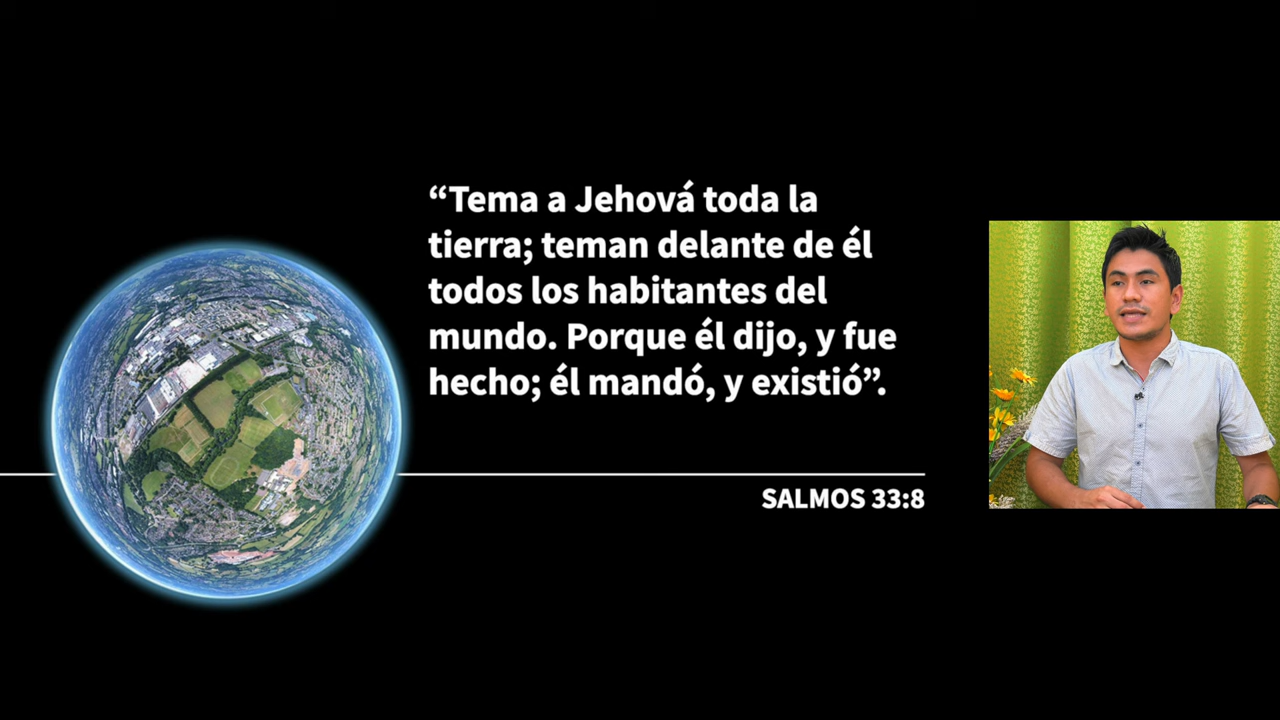 “Tema a Jehová toda la
tierra; teman delante de él
todos los habitantes del
mundo. Porque él dijo, y fue
hecho; él mandó, y existió”.
SALMOS 33:8